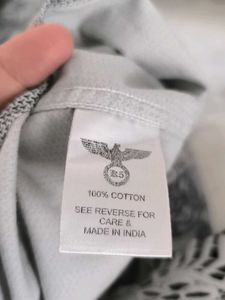 100% COTTON
SEE REVERSE FOR
CARE &
MADE IN INDIA